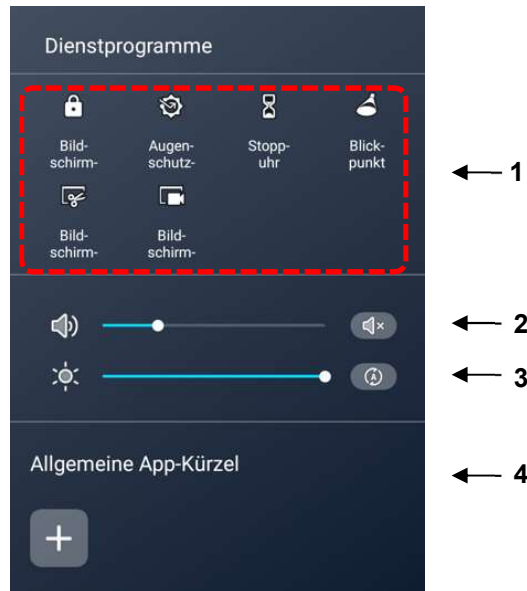 Dienstprogramme
Bild-
schirm-
Augen-
schutz-
Stopp-
uhr
Blick-
punkt
1
Bild-
schirm-
Bild-
schirm-
2
A
3
Allgemeine App-Kürzel
4